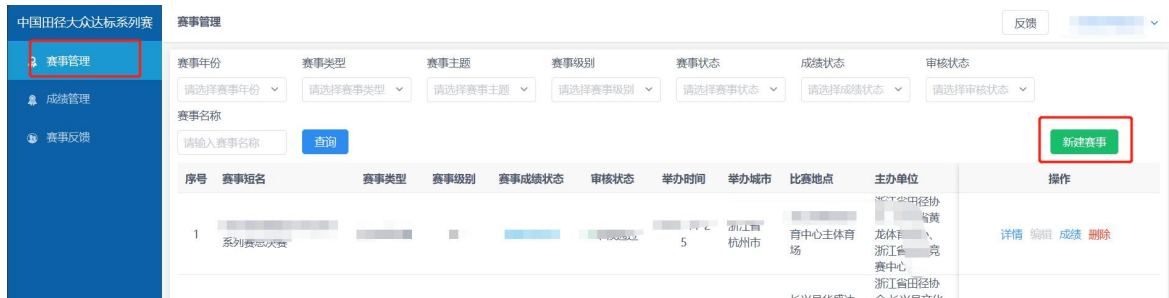 中国田径大众达标系列赛
赛事管理
反馈
赛事管理
成绩管理
赛事反馈
赛事年份 赛事类型 赛事主题 赛事级别 赛事状态 成绩状态 审核状态
请选择赛事年份 请选择赛事类型 请选择赛事主题 请选择赛事级别 请选择赛事状态 请选择成绩状态 请选择审核状态
赛事名称
请输入赛事名称 查询 新建赛事
序号 赛事短名 赛事类型 赛事级别 赛事成绩状态 审核状态 举办时间 举办城市 比赛地点 主办单位 操作
浙江省田径协
省黄
1 系列赛总决赛 5 浙江省 杭州市 育中心主体育场 龙体育 详情 编辑 成绩 删除
浙江省 竞
赛中心
浙江省田径协